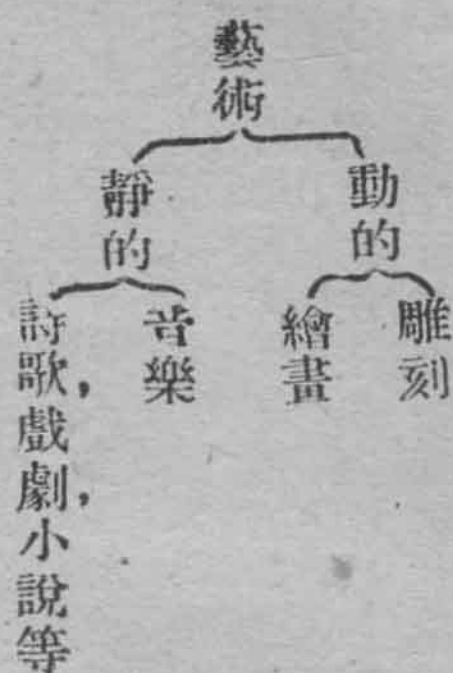 藝術
動的
雕刻
繪畫
靜的
音樂
詩歌，戲劇，小說等